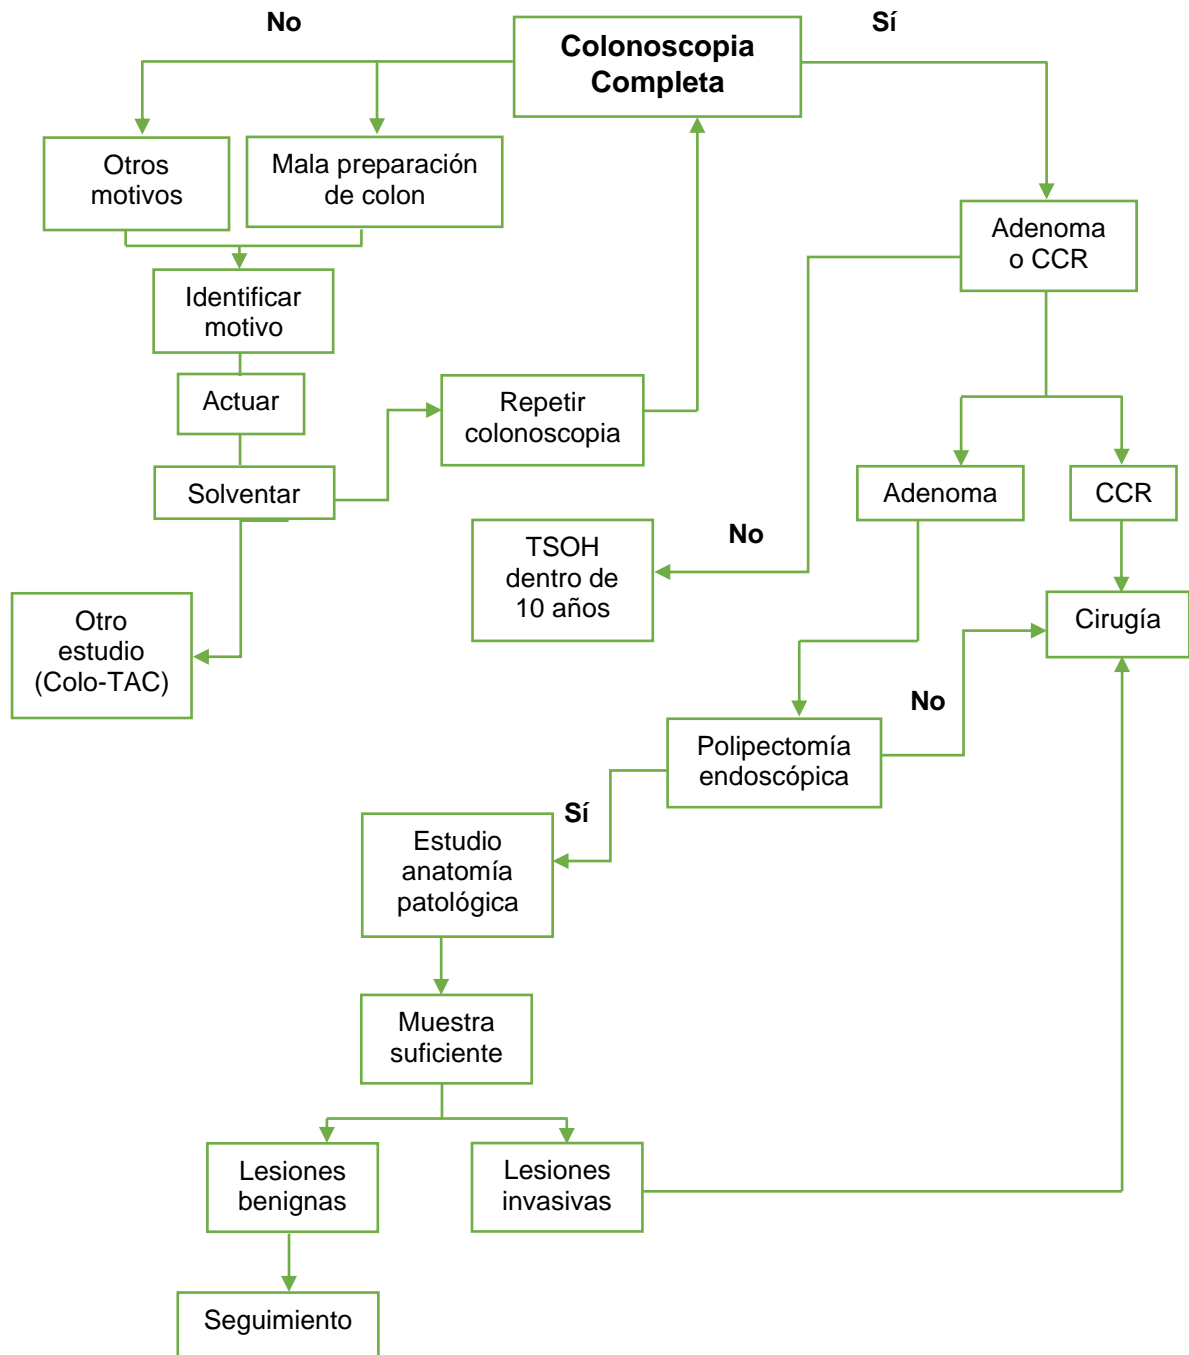 No
Sí
Colonoscopia
Completa
Otros
motivos
Mala preparación
de colon
Adenoma
o CCR
Identificar
motivo
Actuar
Repetir
colonoscopia
Solventar
Adenoma
CCR
No
TSOH
dentro de
10 años
Otro
estudio
(Colo-TAC)
Cirugía
No
Polipectomía
endoscópica
Sí
Estudio
anatomía
patológica
Muestra
suficiente
Lesiones
benignas
Lesiones
invasivas
Seguimiento